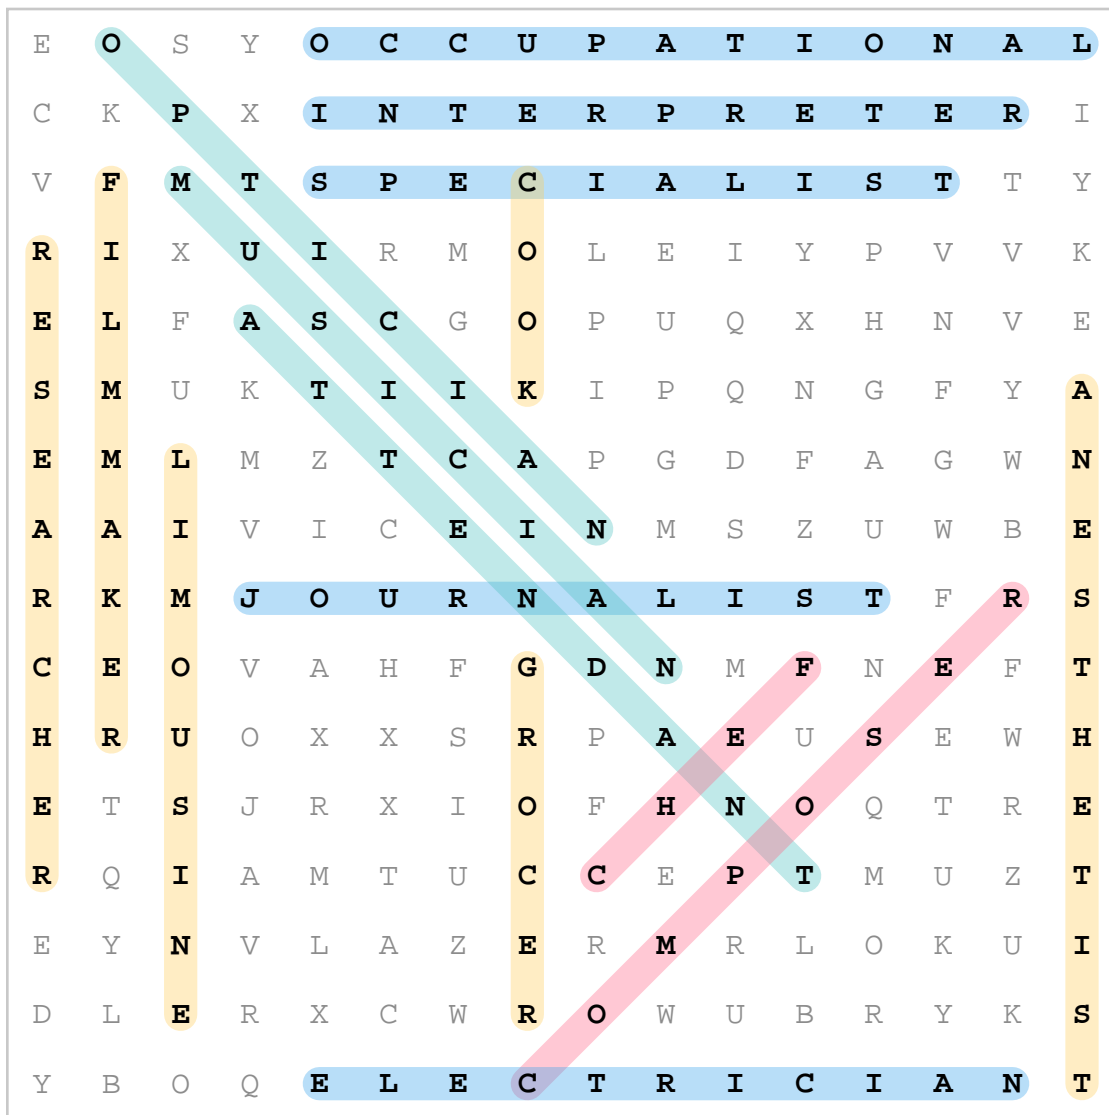 E O S Y O C C U P A T I O N A L
C K P X I N T E R P R E T E R I
V F M T S P E C I A L I S T T Y
R I X U I R M O L E I Y P V V K
E L F A S C G O P U Q X H N V E
S M U K T I I K I P Q N G F Y A
E M L M Z T C A P G D F A G W N
A A I V I C E I N M S Z U W B E
R K M J O U R N A L I S T F R S
C E O V A H F G D N M F N E F T
H R U O X X S R P A E U S E W H
E T S J R X I O F H N O Q T R E
R Q I A M T U C C E P T M U Z T
E Y N V L A Z E R M R L O K U I
D L E R X C W R O W U B R Y K S
Y B O Q E L E C T R I C I A N T